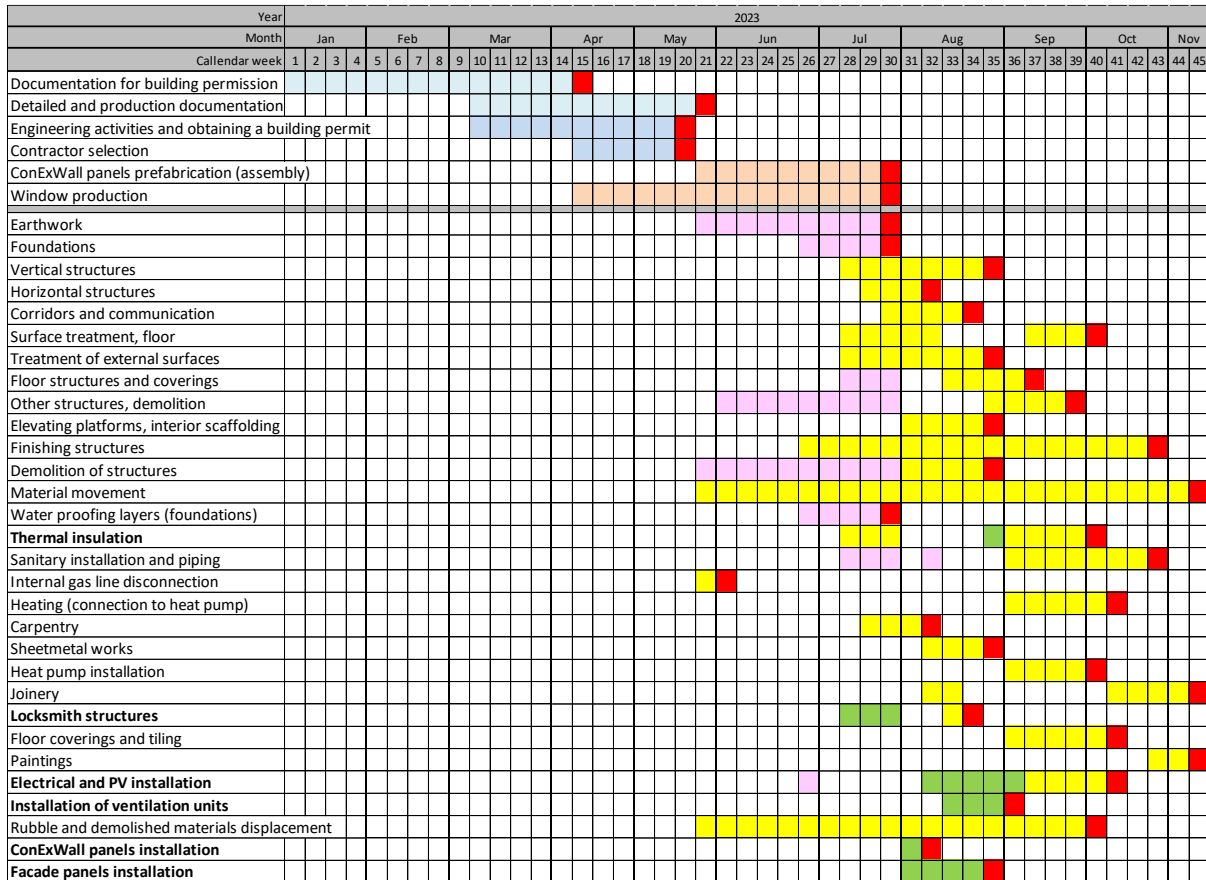 Year 2023
Month Jan Feb Mar Apr May Jun Jul Aug Sep Oct Nov
Callendar week 1 2 3 4 5 6 7 8 9 10 11 12 13 14 15 16 17 18 19 20 21 22 23 24 25 26 27 28 29 30 31 32 33 34 35 36 37 38 39 40 41 42 43 44 45
Documentation for building permission
Detailed and production documentation
Engineering activities and obtaining a building permit
Contractor selection
ConExWall panels prefabrication (assembly)
Window production
Earthwork
Foundations
Vertical structures
Horizontal structures
Corridors and communication
Surface treatment, floor
Treatment of external surfaces
Floor structures and coverings
Other structures, demolition
Elevating platforms, interior scaffolding
Finishing structures
Demolition of structures
Material movement
Water proofing layers (foundations)
Thermal insulation
Sanitary installation and piping
Internal gas line disconnection
Heating (connection to heat pump)
Carpentry
Sheetmetal works
Heat pump installation
Joinery
Locksmith structures
Floor coverings and tiling
Paintings
Electrical and PV installation
Installation of ventilation units
Rubble and demolished materials displacement
ConExWall panels installation
Facade panels installation